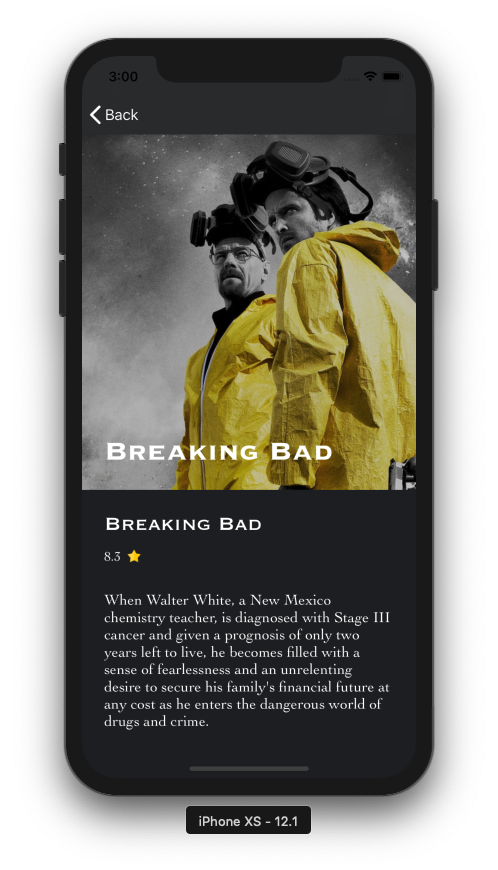 3:00
Back
Breaking Bad
Breaking Bad
8.3
When Walter White, a New Mexico
chemistry teacher, is diagnosed with Stage III
cancer and given a prognosis of only two
years left to live, he becomes filled with a
sense of fearlessness and an unrelenting
desire to secure his family's financial future at
any cost as he enters the dangerous world of
drugs and crime.
iPhone XS - 12.1